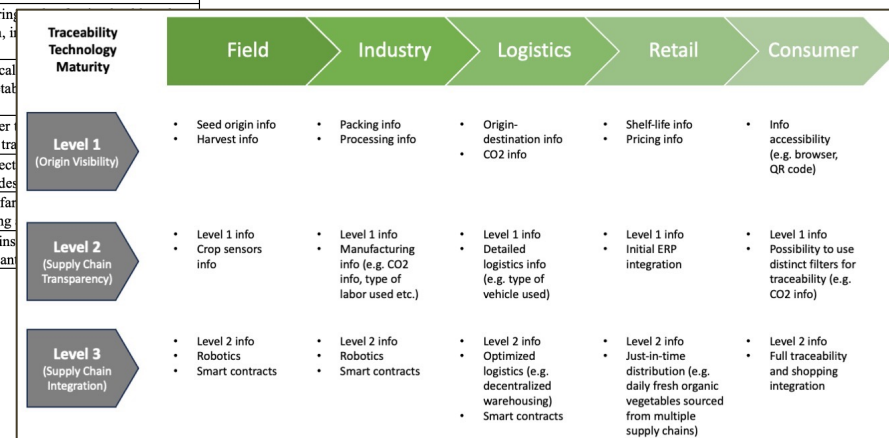 Traceability
Technology
Maturity
Field
Industry
Logistics
Retail
Consumer
Level 1
(Origin Visibility)
• Seed origin info
• Harvest info
• Packing info
• Processing info
• Origin-
destination info
• CO2 info
• Shelf-life info
• Pricing info
• Info
accessibility
(e.g. browser,
QR code)
Level 2
(Supply Chain
Transparency)
• Level 1 info
• Crop sensors
info
• Level 1 info
• Manufacturing
info (e.g. CO2
info, type of
labor used etc.)
• Level 1 info
• Detailed
logistics info
(e.g. type of
vehicle used)
• Level 1 info
• Initial ERP
integration
• Level 1 info
• Possibility to use
distinct filters for
traceability (e.g.
CO2 info)
Level 3
(Supply Chain
Integration)
• Level 2 info
• Robotics
• Smart contracts
• Level 2 info
• Robotics
• Smart contracts
• Level 2 info
• Optimized
logistics (e.g.
decentralized
warehousing)
• Smart contracts
• Level 2 info
• Just-in-time
distribution (e.g.
daily fresh organic
vegetables sourced
from multiple
supply chains)
• Level 2 info
• Full traceability
and shopping
integration